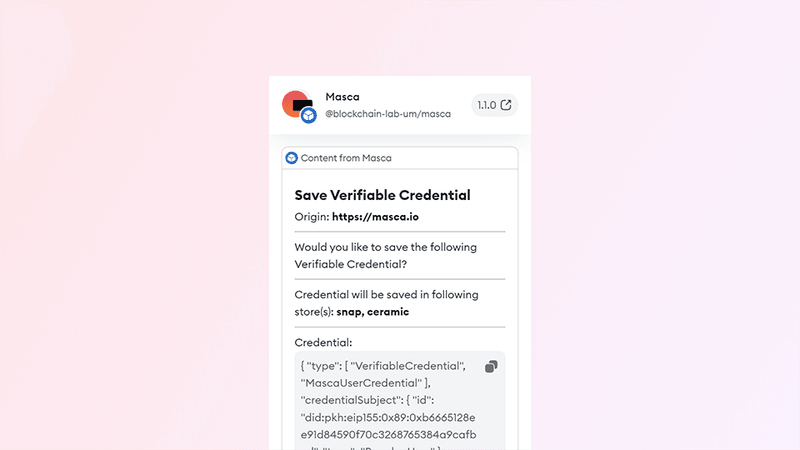 Masca
@blockchain-lab-um/masca
1.1.0
Content from Masca
Save Verifiable Credential
Origin: https://masca.io
Would you like to save the following
Verifiable Credential?
Credential will be saved in following
store(s): snap, ceramic
Credential:
{ "type": [ "VerifiableCredential",
"MascaUserCredential" ],
"credentialSubject": { "id":
"did:pkh:eip155:0x89:0xb6665128e
e91d84590f70c3268765384a9cafb